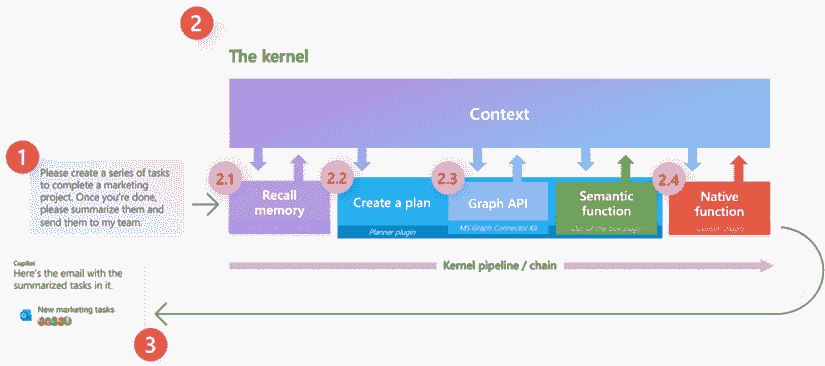 2
The kernel
Context
1
Please create a series of tasks
to complete a marketing
project. Once you're done,
please summarize them and
send them to my team.
2.1
Recall
memory
2.2
Create a plan
Planner plugin
2.3
Graph API
MS Graph Connector Kit
Semantic
function
2.4
Native
function
Kernel pipeline / chain
Copilot
Here's the email with the
summarized tasks in it.
New marketing tasks
3